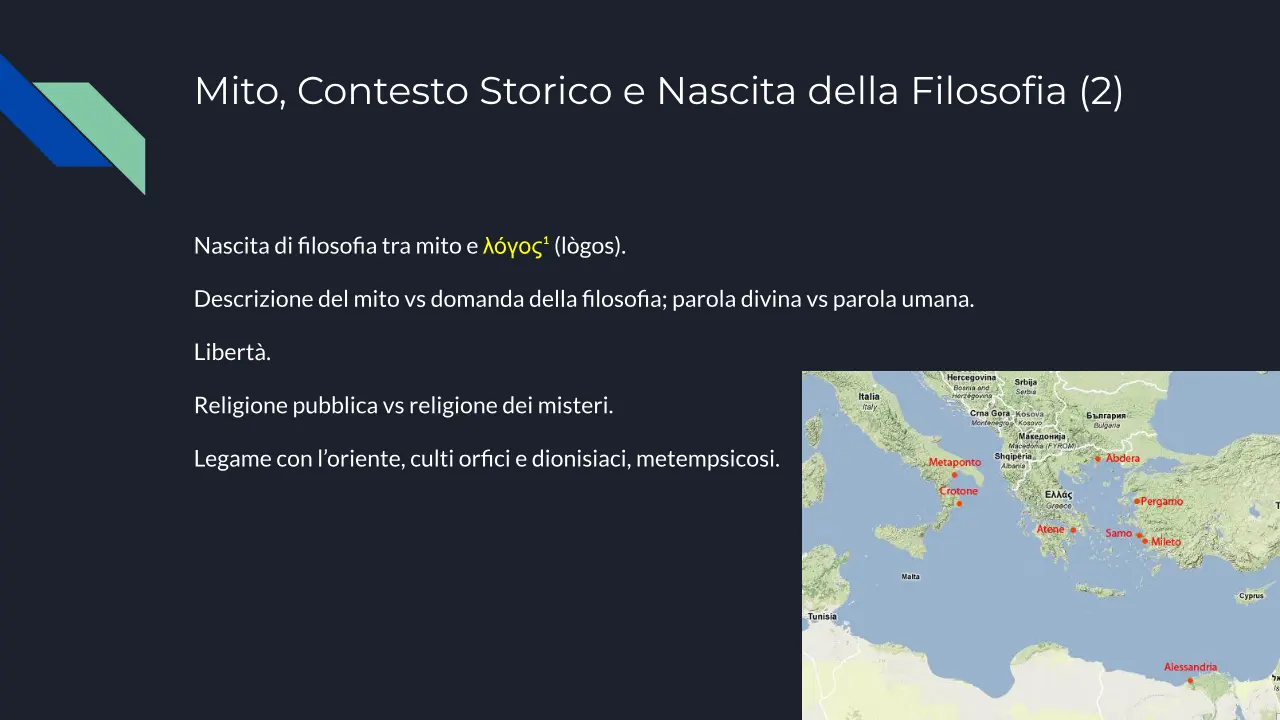 Mito, Contesto Storico e Nascita della Filosofia (2)
Nascita di filosofia tra mito e λόγος¹ (lògos).
Descrizione del mito vs domanda della filosofia; parola divina vs parola umana.
Libertà.
Religione pubblica vs religione dei misteri.
Legame con l’oriente, culti orfici e dionisiaci, metempsicosi.
Hercegovina
Bosnia and
Herzegovina
Srbija
Serbia
Italia
Italy
Crna Gora
Montenegro
Kosovo
Kosovo
България
Bulgaria
Македонија
Macedonia (FYROM)
Shqipëria
Albania
Abdera
Metaponto
Crotone
Ελλάς
Greece
Pergamo
Atene
Samo
Mileto
Malta
Cyprus
Tunisia
Alessandria